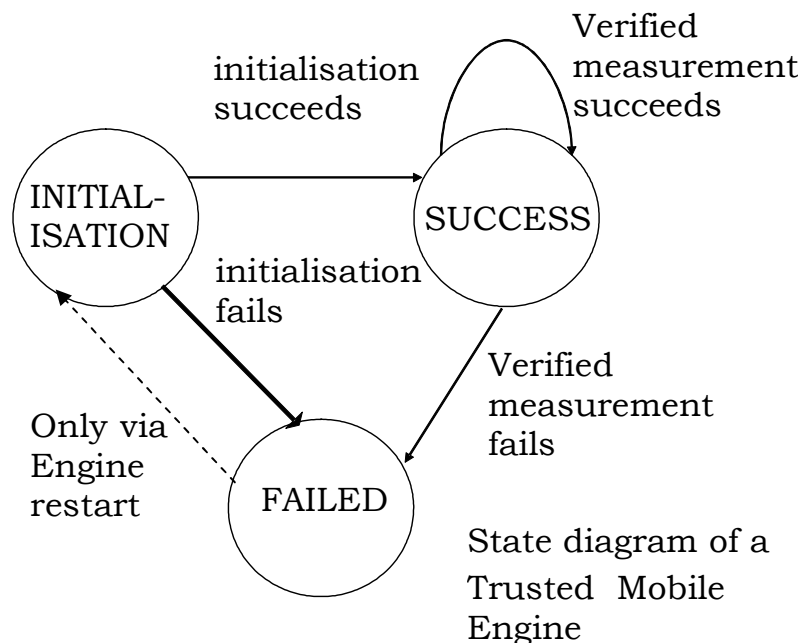 Verified
measurement
succeeds
initialisation
succeeds
INITIAL-
ISATION
SUCCESS
initialisation
fails
Verified
measurement
fails
Only via
Engine
restart
FAILED
State diagram of a
Trusted Mobile
Engine